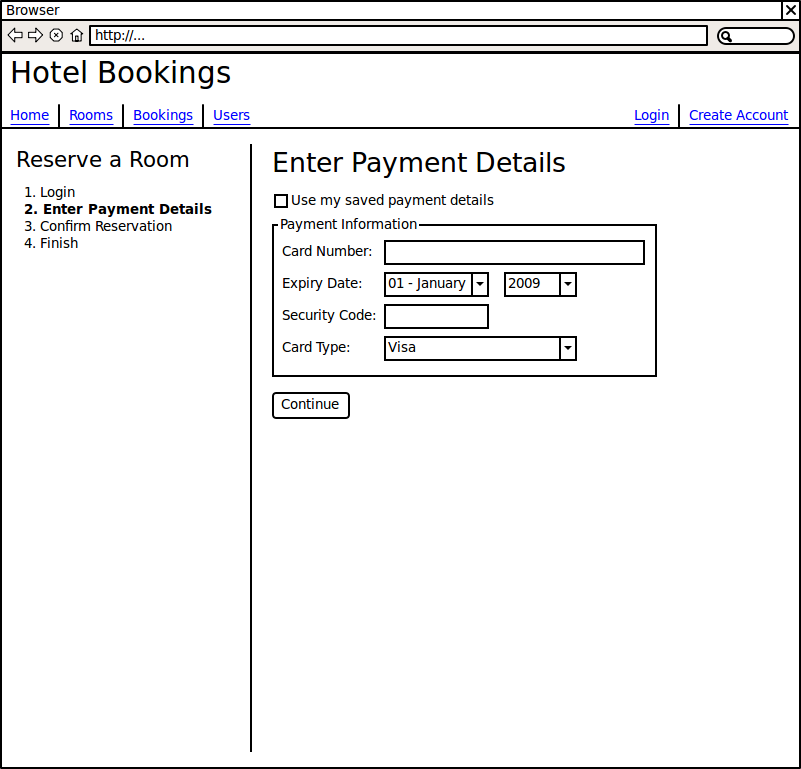 Browser
http://...
Hotel Bookings
Home Rooms Bookings Users Login Create Account
Reserve a Room
1. Login
2. Enter Payment Details
3. Confirm Reservation
4. Finish
Enter Payment Details
Use my saved payment details
Payment Information
Card Number:
Expiry Date: 01 - January 2009
Security Code:
Card Type: Visa
Continue